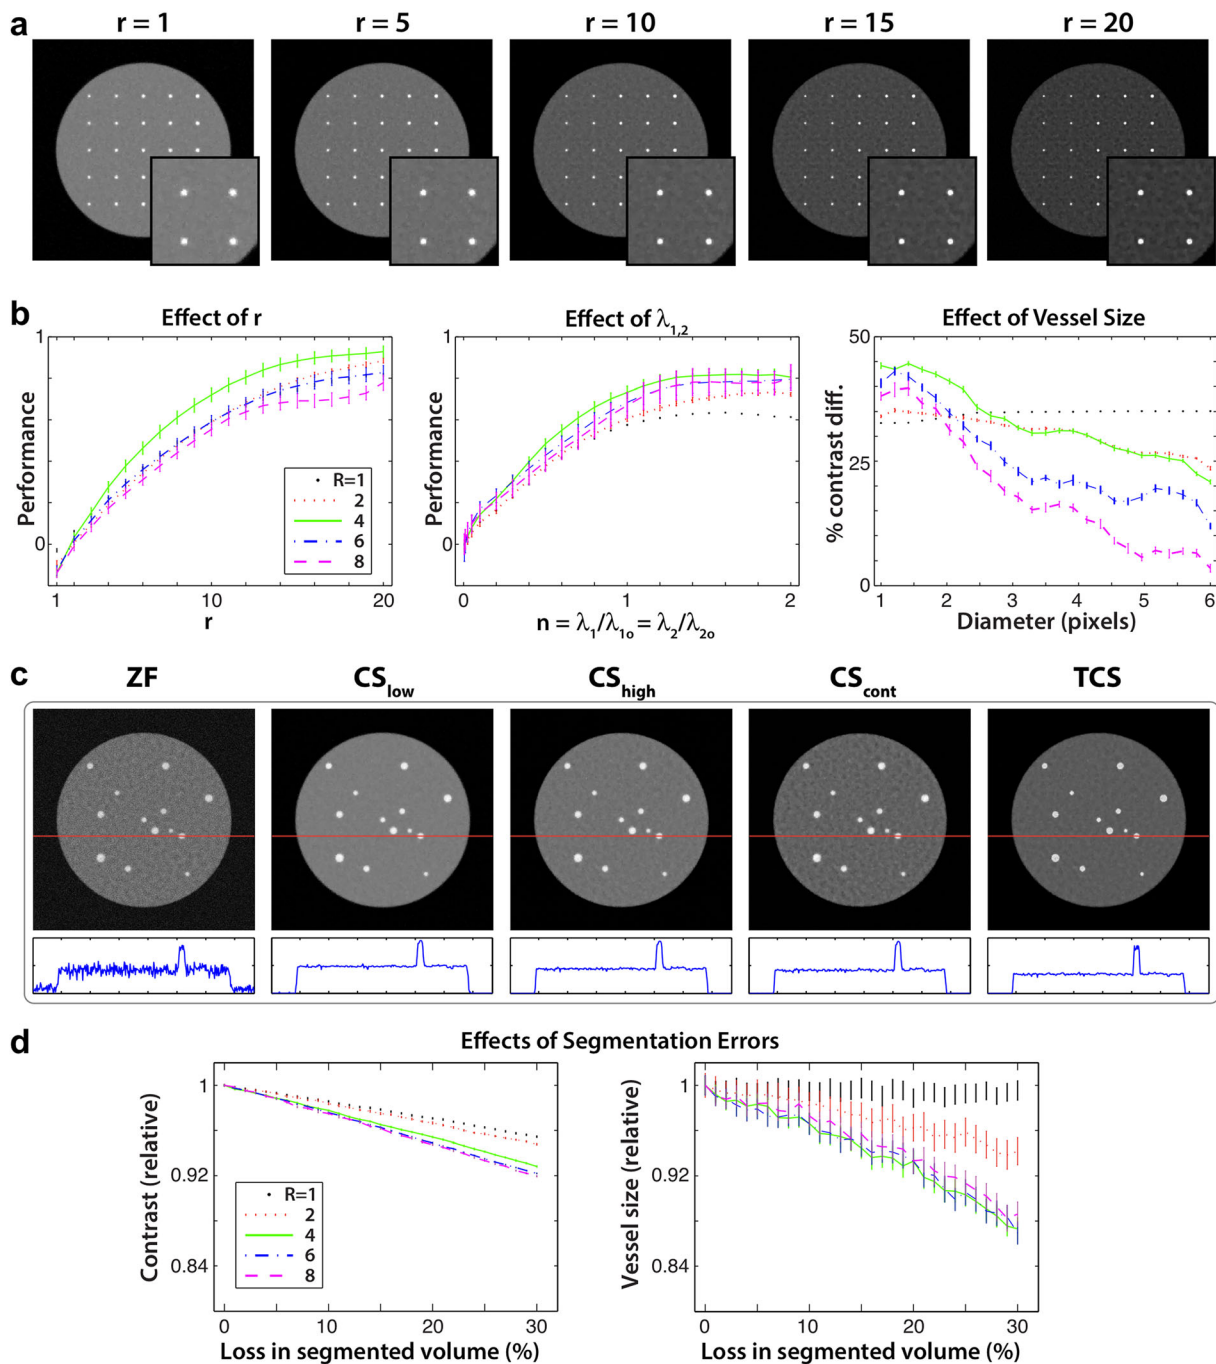 a
r = 1 r = 5 r = 10 r = 15 r = 20
b
Effect of r
Performance
1
0
1 10 20
r
R=1
2
4
6
8
Effect of λ1,2
Performance
1
0
0 1 2
n = λ1/λ1o = λ2/λ2o
Effect of Vessel Size
% contrast diff.
50
25
0
1 2 3 4 5 6
Diameter (pixels)
c
ZF CSlow CShigh CScont TCS
d
Effects of Segmentation Errors
Contrast (relative)
1
0.92
0.84
R=1
2
4
6
8
0 10 20 30
Loss in segmented volume (%)
Vessel size (relative)
1
0.92
0.84
0 10 20 30
Loss in segmented volume (%)